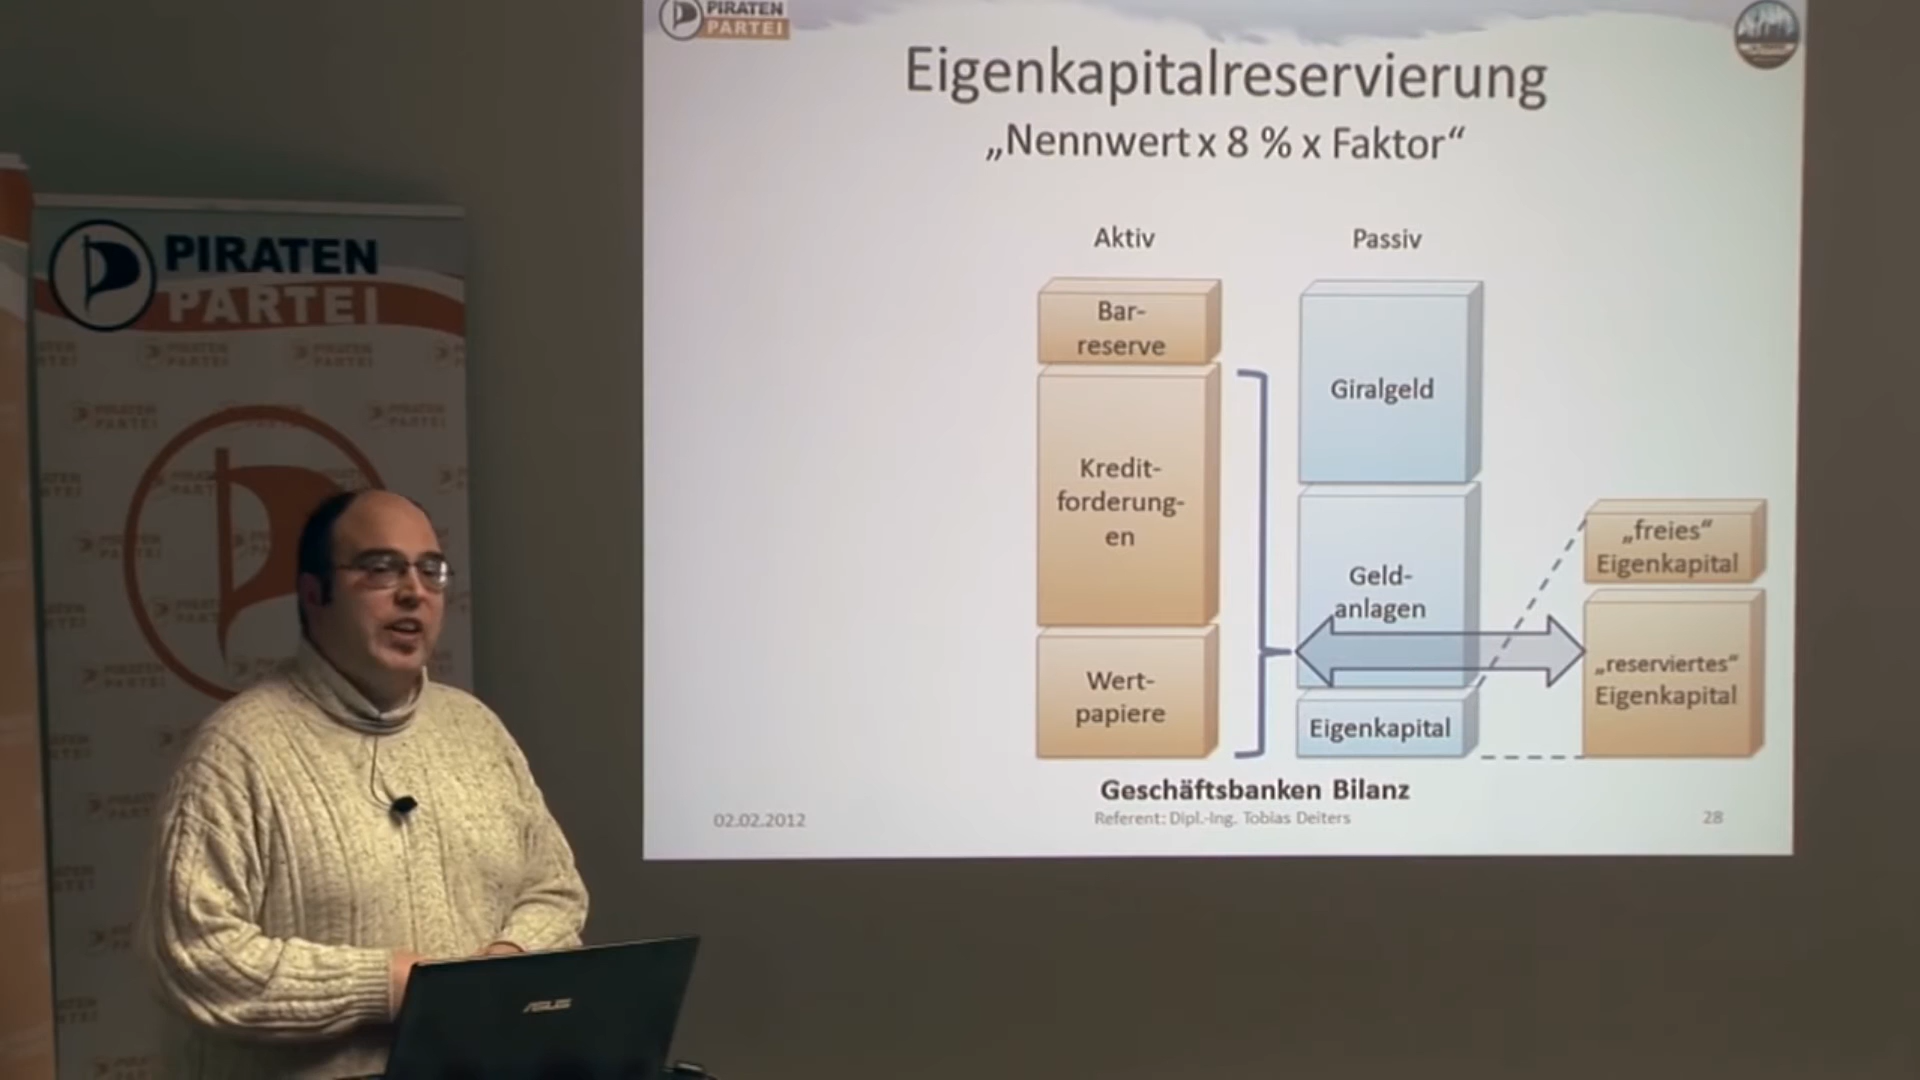 PIRATEN
PARTEI
Eigenkapitalreservierung
„Nennwert x 8 % x Faktor“
Aktiv
Passiv
Bar-
reserve
Kredit-
forderung-
en
Wert-
papiere
Giralgeld
Geld-
anlagen
Eigenkapital
„freies“
Eigenkapital
„reserviertes“
Eigenkapital
Geschäftsbanken Bilanz
02.02.2012
Referent: Dipl.-Ing. Tobias Deiters
28
PIRATEN
PARTEI
PIRATEN
PARTEI
ASUS